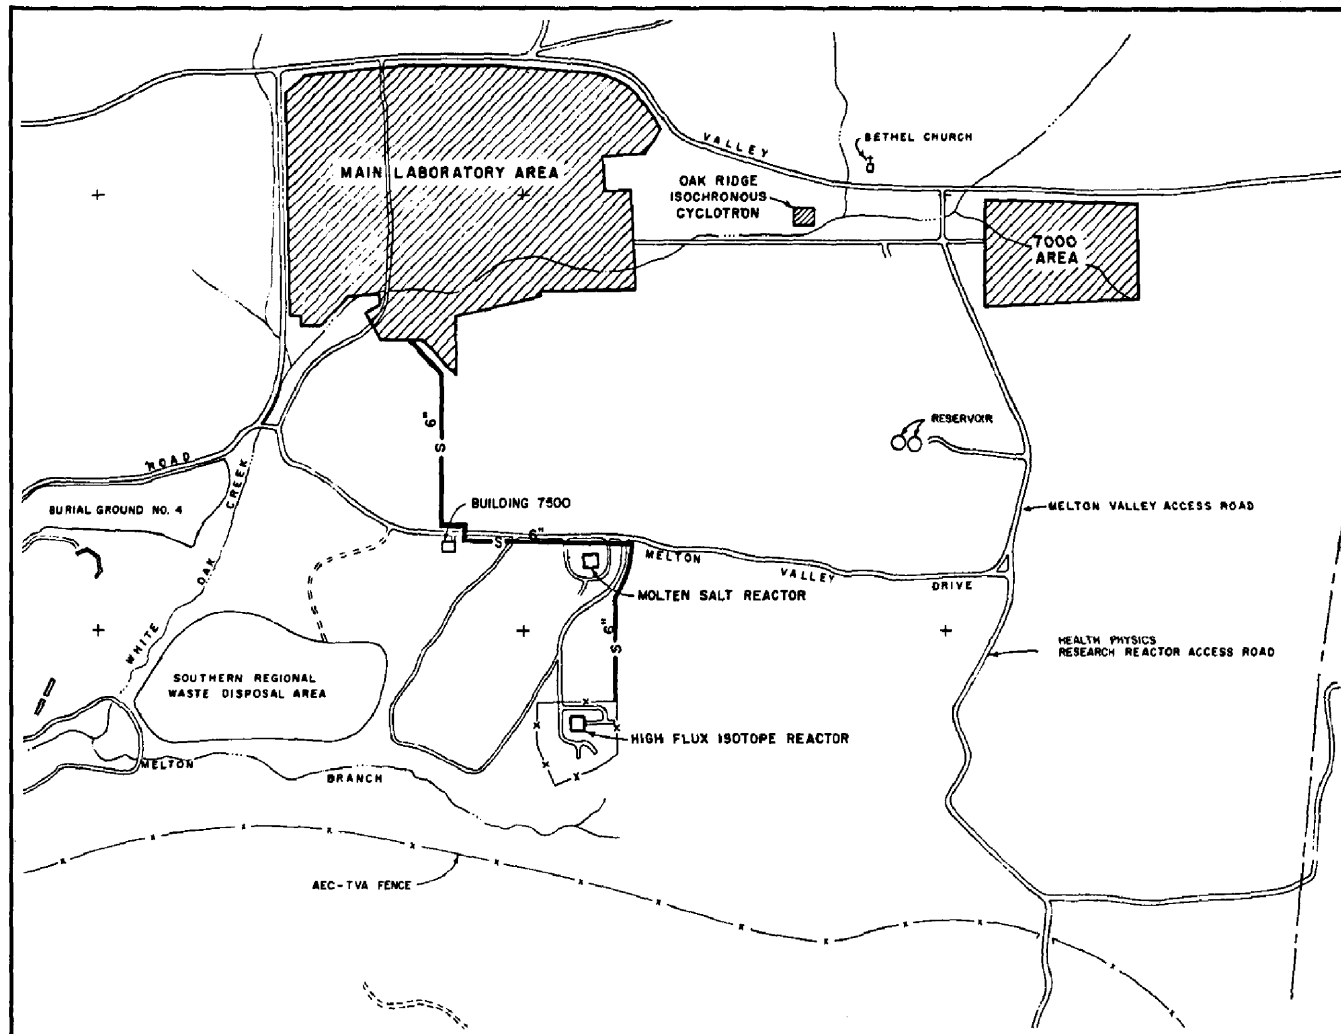 VALLEY
BETHEL CHURCH
MAIN LABORATORY AREA
OAK RIDGE
ISOCHRONOUS
CYCLOTRON
7000
AREA
6"
S
RESERVOIR
ROAD
CREEK
BUILDING 7500
BURIAL GROUND NO. 4
MELTON VALLEY ACCESS ROAD
S
6"
MELTON
VALLEY
DRIVE
OAK
MOLTEN SALT REACTOR
WHITE
6"
S
HEALTH PHYSICS
RESEARCH REACTOR ACCESS ROAD
SOUTHERN REGIONAL
WASTE DISPOSAL AREA
HIGH FLUX ISOTOPE REACTOR
MELTON
BRANCH
AEC-TVA FENCE